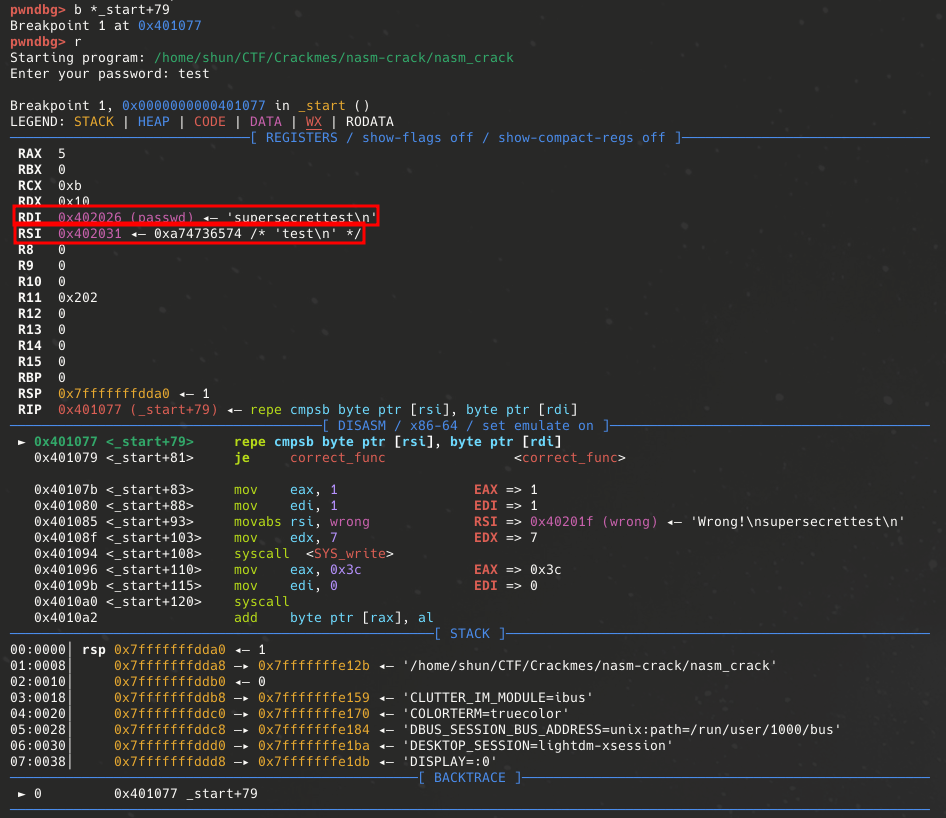 pwndbg> b *_start+79
Breakpoint 1 at 0x401077
pwndbg> r
Starting program: /home/shun/CTF/Crackmes/nasm-crack/nasm_crack
Enter your password: test
Breakpoint 1, 0x0000000000401077 in _start ()
LEGEND: STACK | HEAP | CODE | DATA | WX | RODATA
[ REGISTERS / show-flags off / show-compact-regs off ]
RAX 5
RBX 0
RCX 0xb
RDX 0x10
RDI 0x402026 (passwd) ◂— 'supersecrettest\n'
RSI 0x402031 ◂— 0xa74736574 /* 'test\n' */
R8 0
R9 0
R10 0
R11 0x202
R12 0
R13 0
R14 0
R15 0
RBP 0
RSP 0x7fffffffdda0 ◂— 1
RIP 0x401077 (_start+79) ◂— repe cmpsb byte ptr [rsi], byte ptr [rdi]
[ DISASM / x86-64 / set emulate on ]
► 0x401077 <_start+79> repe cmpsb byte ptr [rsi], byte ptr [rdi]
0x401079 <_start+81> je correct_func <correct_func>
0x40107b <_start+83> mov eax, 1 EAX => 1
0x401080 <_start+88> mov edi, 1 EDI => 1
0x401085 <_start+93> movabs rsi, wrong RSI => 0x40201f (wrong) ◂— 'Wrong!\nsupersecrettest\n'
0x40108f <_start+103> mov edx, 7 EDX => 7
0x401094 <_start+108> syscall <SYS_write>
0x401096 <_start+110> mov eax, 0x3c EAX => 0x3c
0x40109b <_start+115> mov edi, 0 EDI => 0
0x4010a0 <_start+120> syscall
0x4010a2 add byte ptr [rax], al
[ STACK ]
00:0000│ rsp 0x7fffffffdda0 ◂— 1
01:0008│ 0x7fffffffdda8 —▸ 0x7fffffffe12b ◂— '/home/shun/CTF/Crackmes/nasm-crack/nasm_crack'
02:0010│ 0x7fffffffddb0 ◂— 0
03:0018│ 0x7fffffffddb8 —▸ 0x7fffffffe159 ◂— 'CLUTTER_IM_MODULE=ibus'
04:0020│ 0x7fffffffddc0 —▸ 0x7fffffffe170 ◂— 'COLORTERM=truecolor'
05:0028│ 0x7fffffffddc8 —▸ 0x7fffffffe184 ◂— 'DBUS_SESSION_BUS_ADDRESS=unix:path=/run/user/1000/bus'
06:0030│ 0x7fffffffddd0 —▸ 0x7fffffffe1ba ◂— 'DESKTOP_SESSION=lightdm-xsession'
07:0038│ 0x7fffffffddd8 —▸ 0x7fffffffe1db ◂— 'DISPLAY=:0'
[ BACKTRACE ]
► 0 0x401077 _start+79